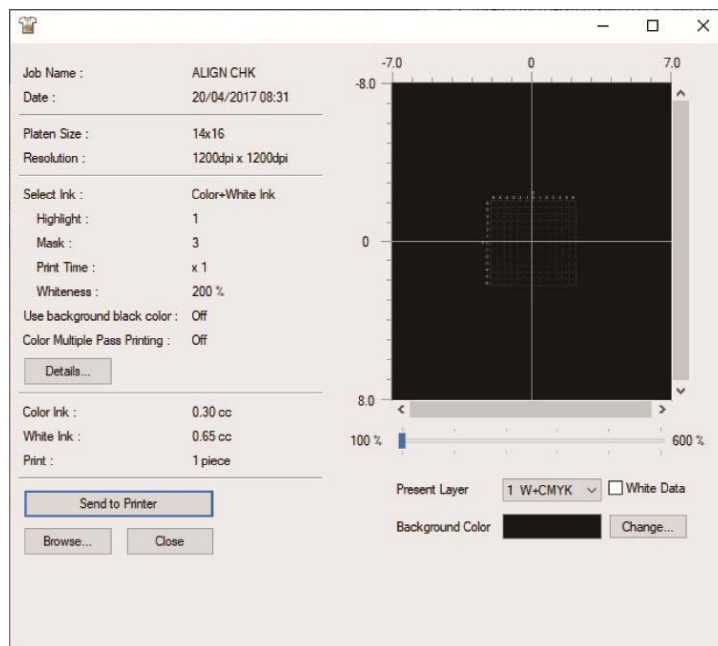 Job Name : ALIGN CHK
Date : 20/04/2017 08:31
Platen Size : 14x16
Resolution : 1200dpi x 1200dpi
Select Ink : Color+White Ink
Highlight : 1
Mask : 3
Print Time : x 1
Whiteness : 200 %
Use background black color : Off
Color Multiple Pass Printing : Off
Details...
Color Ink : 0.30 cc
White Ink : 0.65 cc
Print : 1 piece
Send to Printer
Browse... Close
-7.0 0 7.0
-8.0
0
8.0
100 % 600 %
Present Layer 1 W+CMYK White Data
Background Color Change...